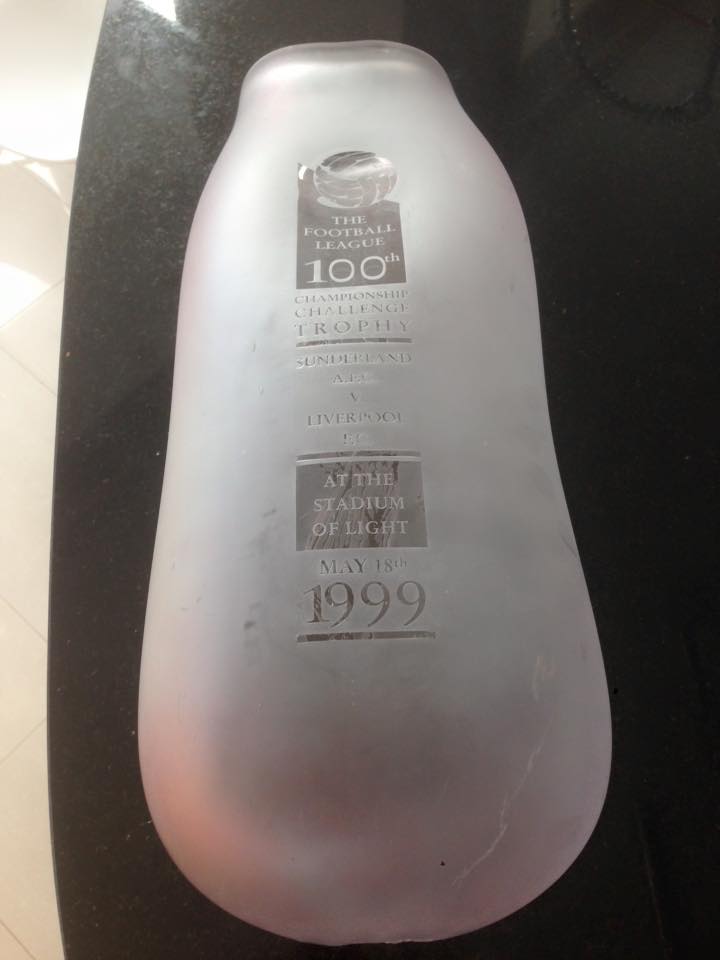 THE
FOOTBALL
LEAGUE
100th
CHAMPIONSHIP
CHALLENGE
TROPHY
SUNDERLAND
A.F.C.
V
LIVERPOOL
F.C.
AT THE
STADIUM
OF LIGHT
MAY 18th
1999